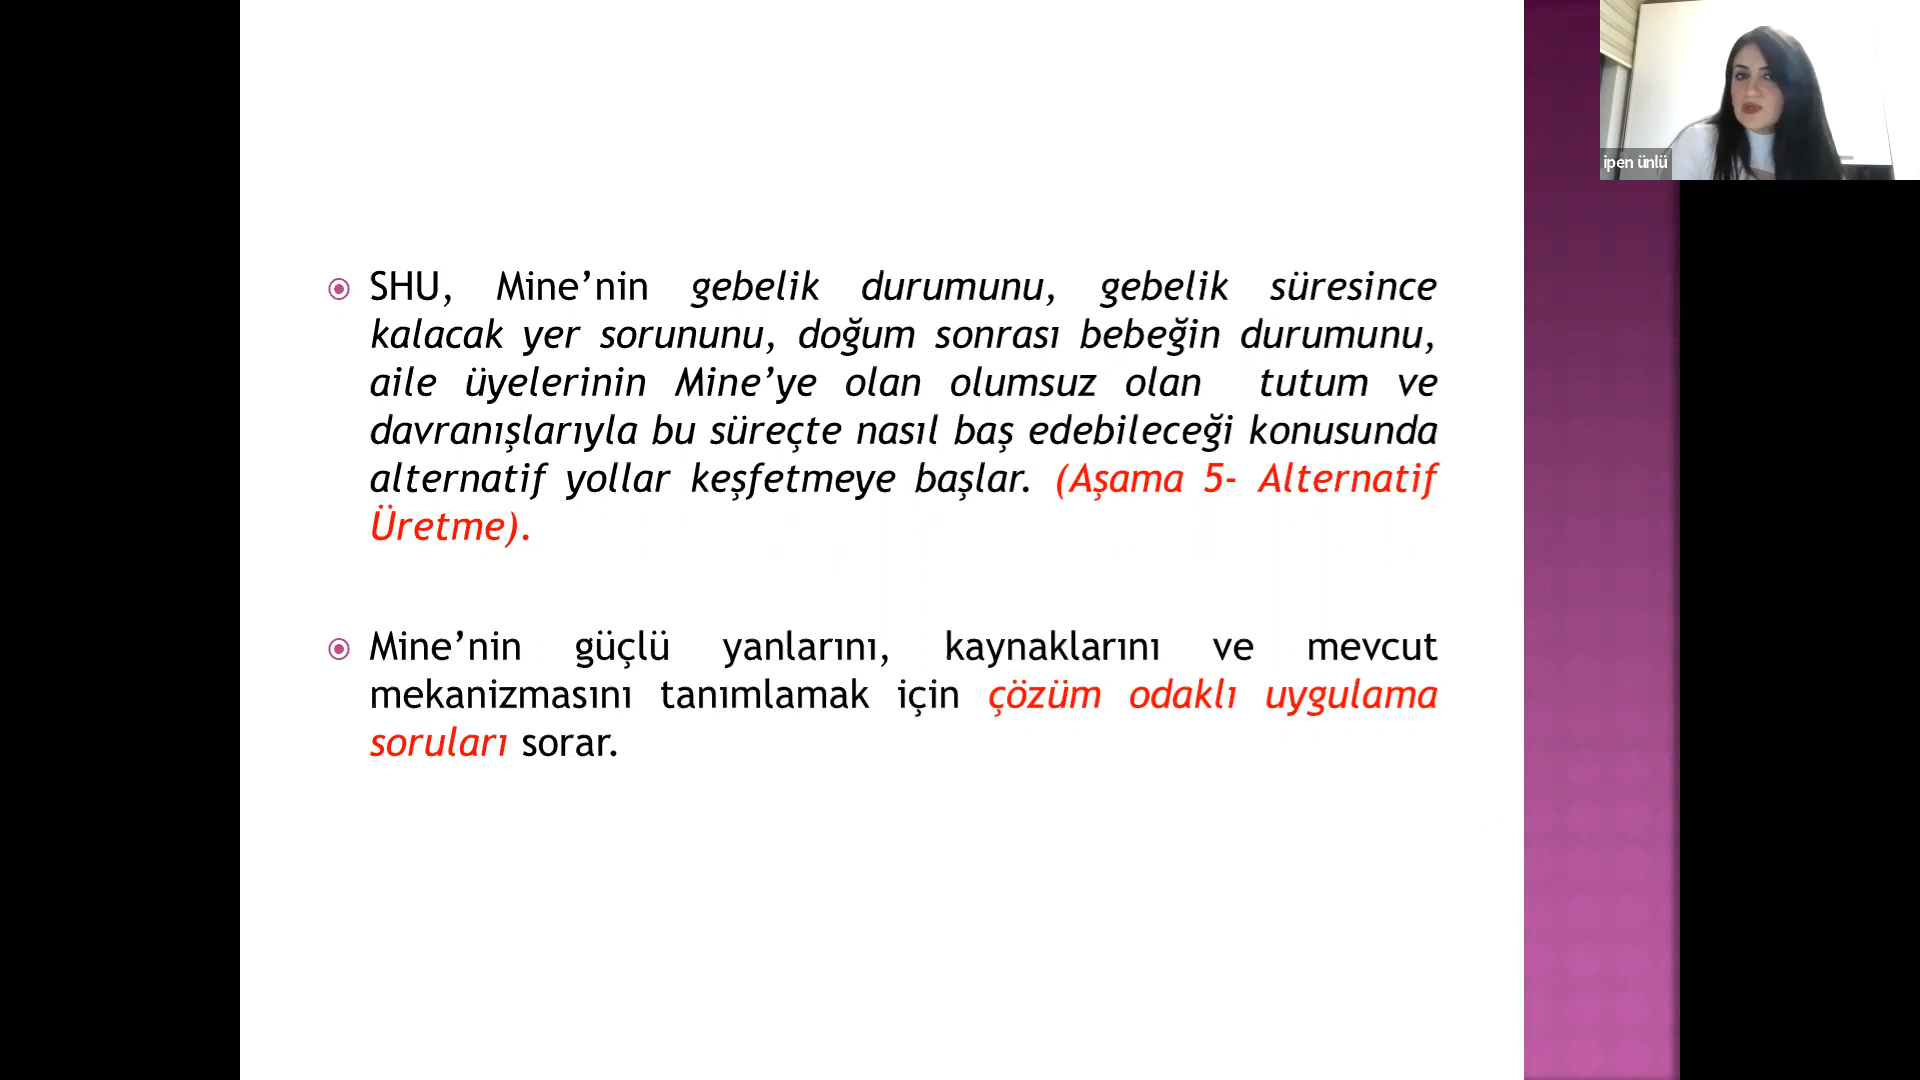 ipen ünlü
SHU, Mine’nin gebelik durumunu, gebelik süresince
kalacak yer sorununu, doğum sonrası bebeğin durumunu,
aile üyelerinin Mine’ye olan olumsuz olan tutum ve
davranışlarıyla bu süreçte nasıl baş edebileceği konusunda
alternatif yollar keşfetmeye başlar. (Aşama 5- Alternatif
Üretme).
Mine’nin güçlü yanlarını, kaynaklarını ve mevcut
mekanizmasını tanımlamak için çözüm odaklı uygulama
soruları sorar.